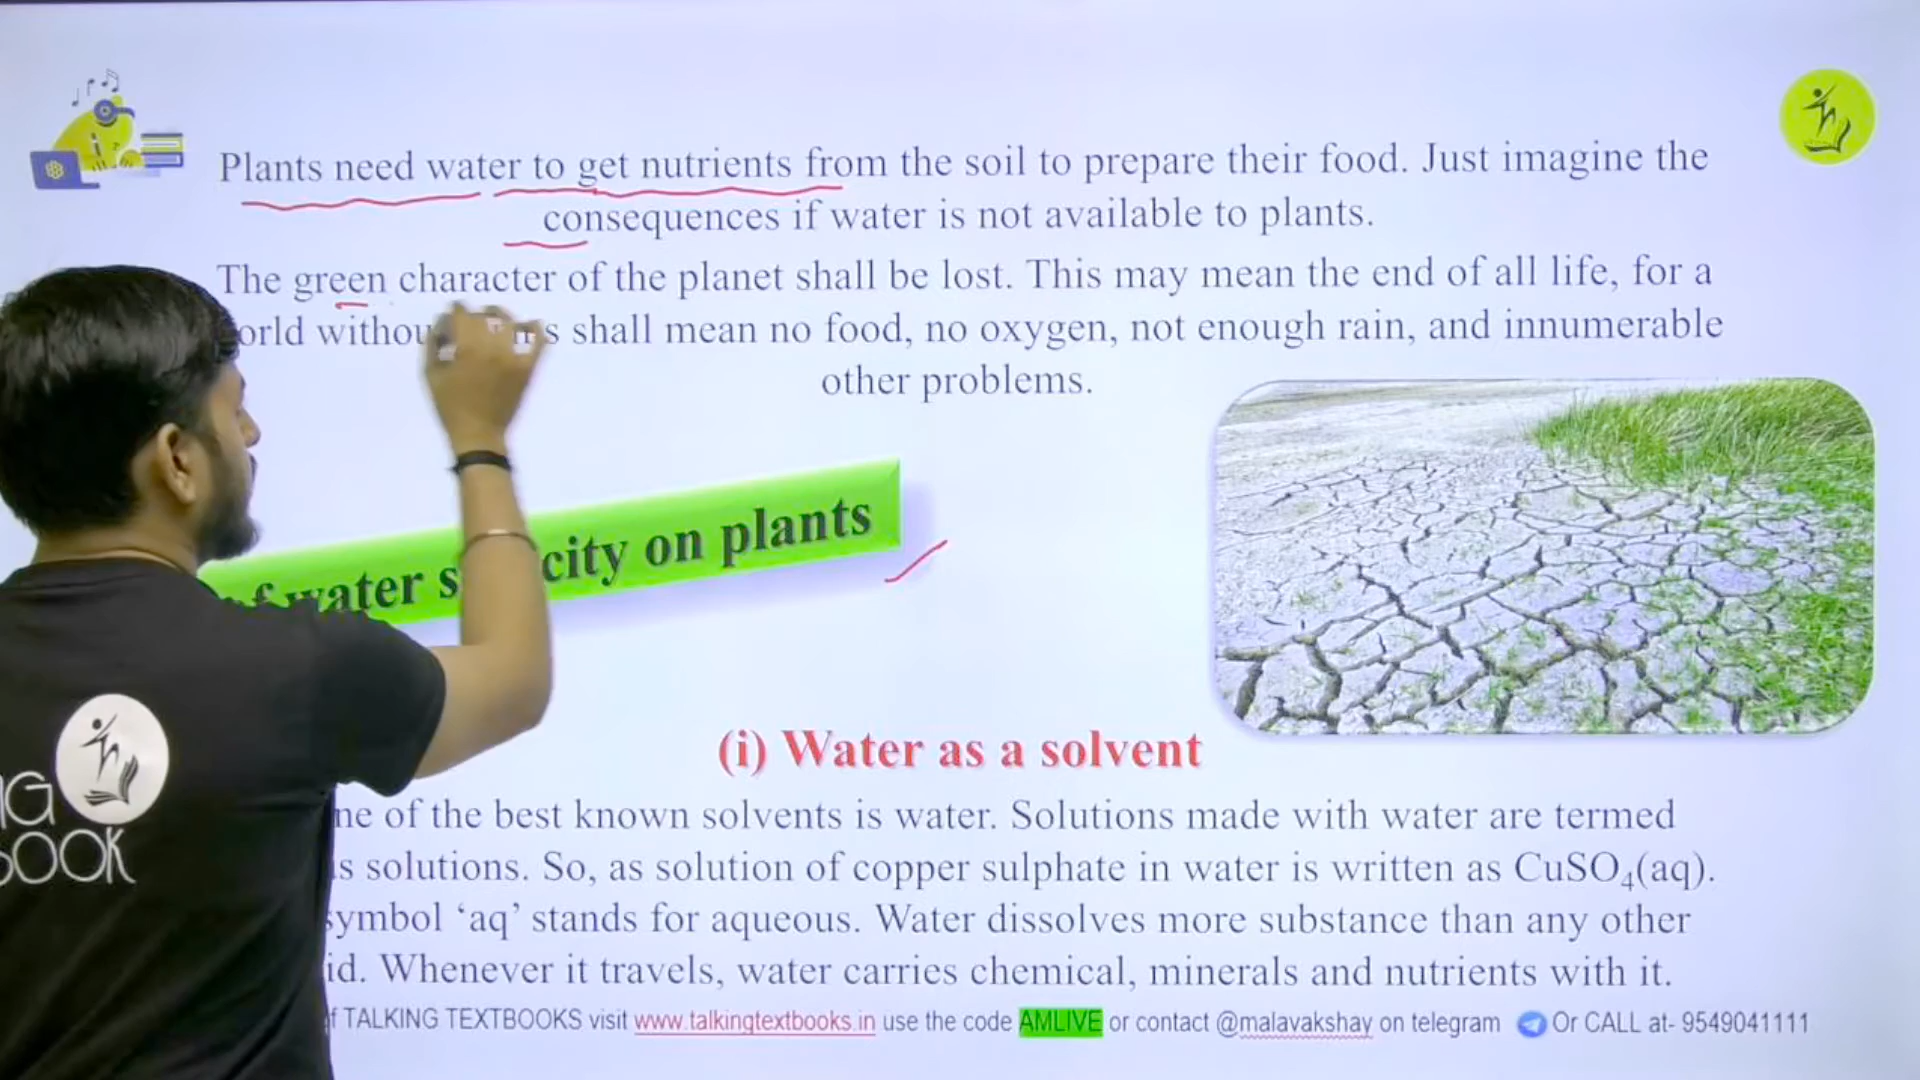 Plants need water to get nutrients from the soil to prepare their food. Just imagine the
consequences if water is not available to plants.
The green character of the planet shall be lost. This may mean the end of all life, for a
orld withou s shall mean no food, no oxygen, not enough rain, and innumerable
other problems.
of water s city on plants
(i) Water as a solvent
ne of the best known solvents is water. Solutions made with water are termed
s solutions. So, as solution of copper sulphate in water is written as CuSO₄(aq).
symbol ‘aq’ stands for aqueous. Water dissolves more substance than any other
id. Whenever it travels, water carries chemical, minerals and nutrients with it.
f TALKING TEXTBOOKS visit www.talkingtextbooks.in use the code AMLIVE or contact @malavakshay on telegram Or CALL at- 9549041111
NG
BOOK